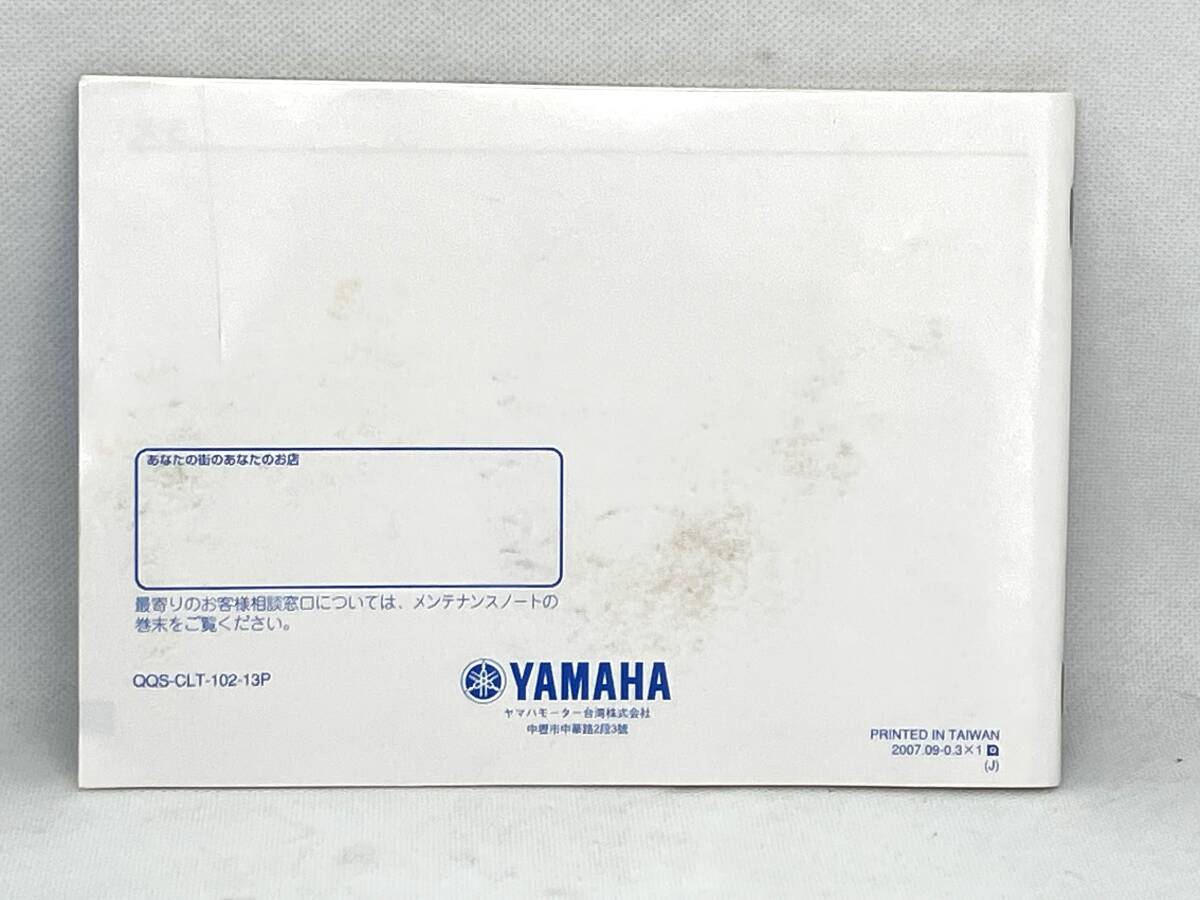 あなたの街のあなたのお店
最寄りのお客様相談窓口については、メンテナンスノートの
巻末をご覧ください。
QQS-CLT-102-13P
YAMAHA
ヤマハモーター台湾株式会社
中壢市中華路2段3號
PRINTED IN TAIWAN
2007.09-0.3×1
(J)